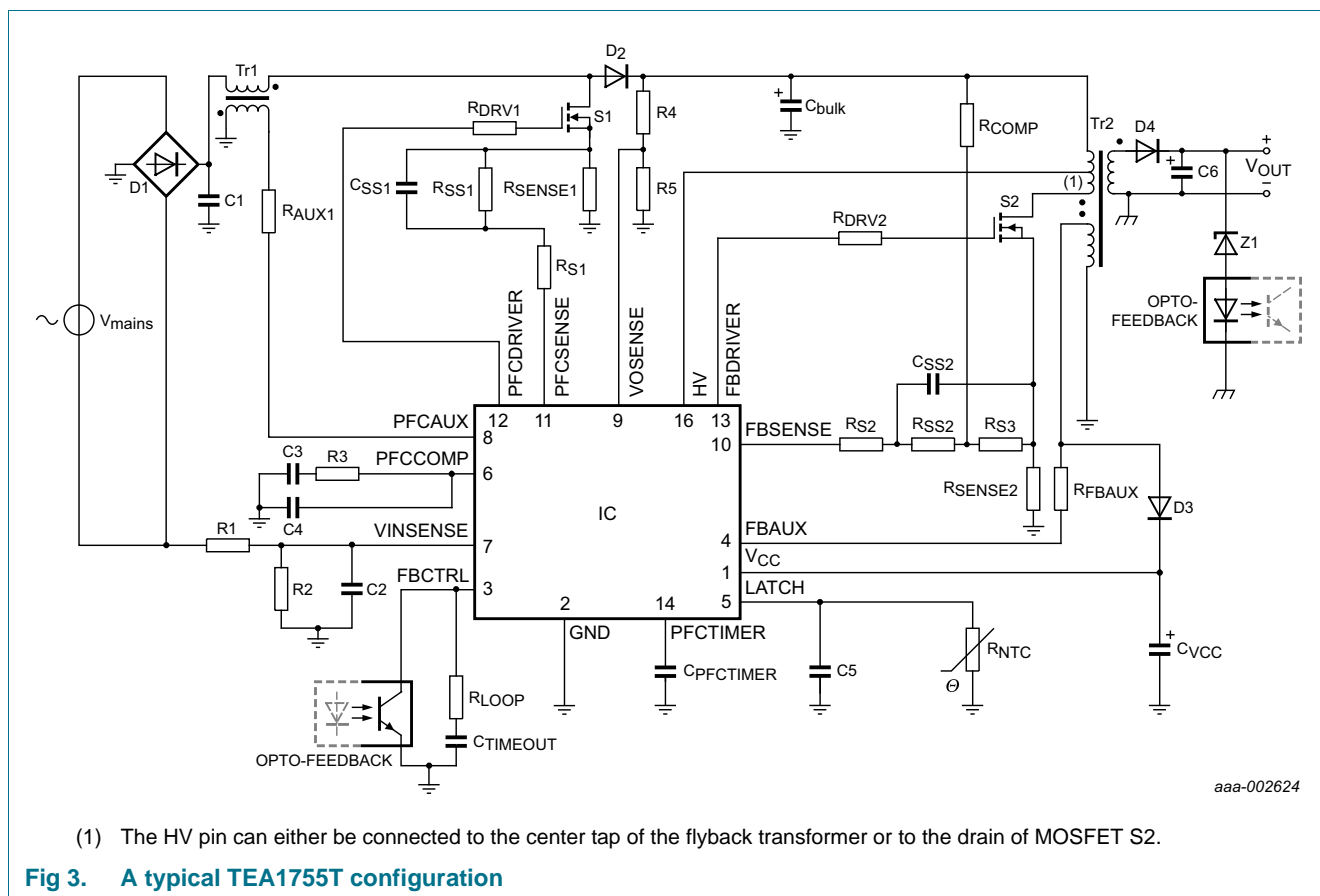 Tr1
D2
RDRV1
S1
R4
Cbulk
RCOMP
Tr2
D4
+
VOUT
−
C6
+
(1)
D1
C1
RAUX1
CSS1
RSS1
RSENSE1
R5
S2
RDRV2
RS1
Z1
OPTO-
FEEDBACK
Vmains
PFCDRIVER
PFCSENSE
VOSENSE
HV
FBDRIVER
CSS2
12
11
9
16
13
PFCAUX
8
FBSENSE
10
RS2
RSS2
RS3
C3
R3
PFCCOMP
6
C4
IC
RSENSE2
RFBAUX
D3
R1
VINSENSE
7
FBAUX
4
VCC
1
R2
C2
FBCTRL
3
LATCH
5
2
14
GND
PFCTIMER
CPFCTIMER
C5
RNTC
Θ
+
CVCC
RLOOP
CTIMEOUT
OPTO-FEEDBACK
+
aaa-002624
(1) The HV pin can either be connected to the center tap of the flyback transformer or to the drain of MOSFET S2.
Fig 3. A typical TEA1755T configuration